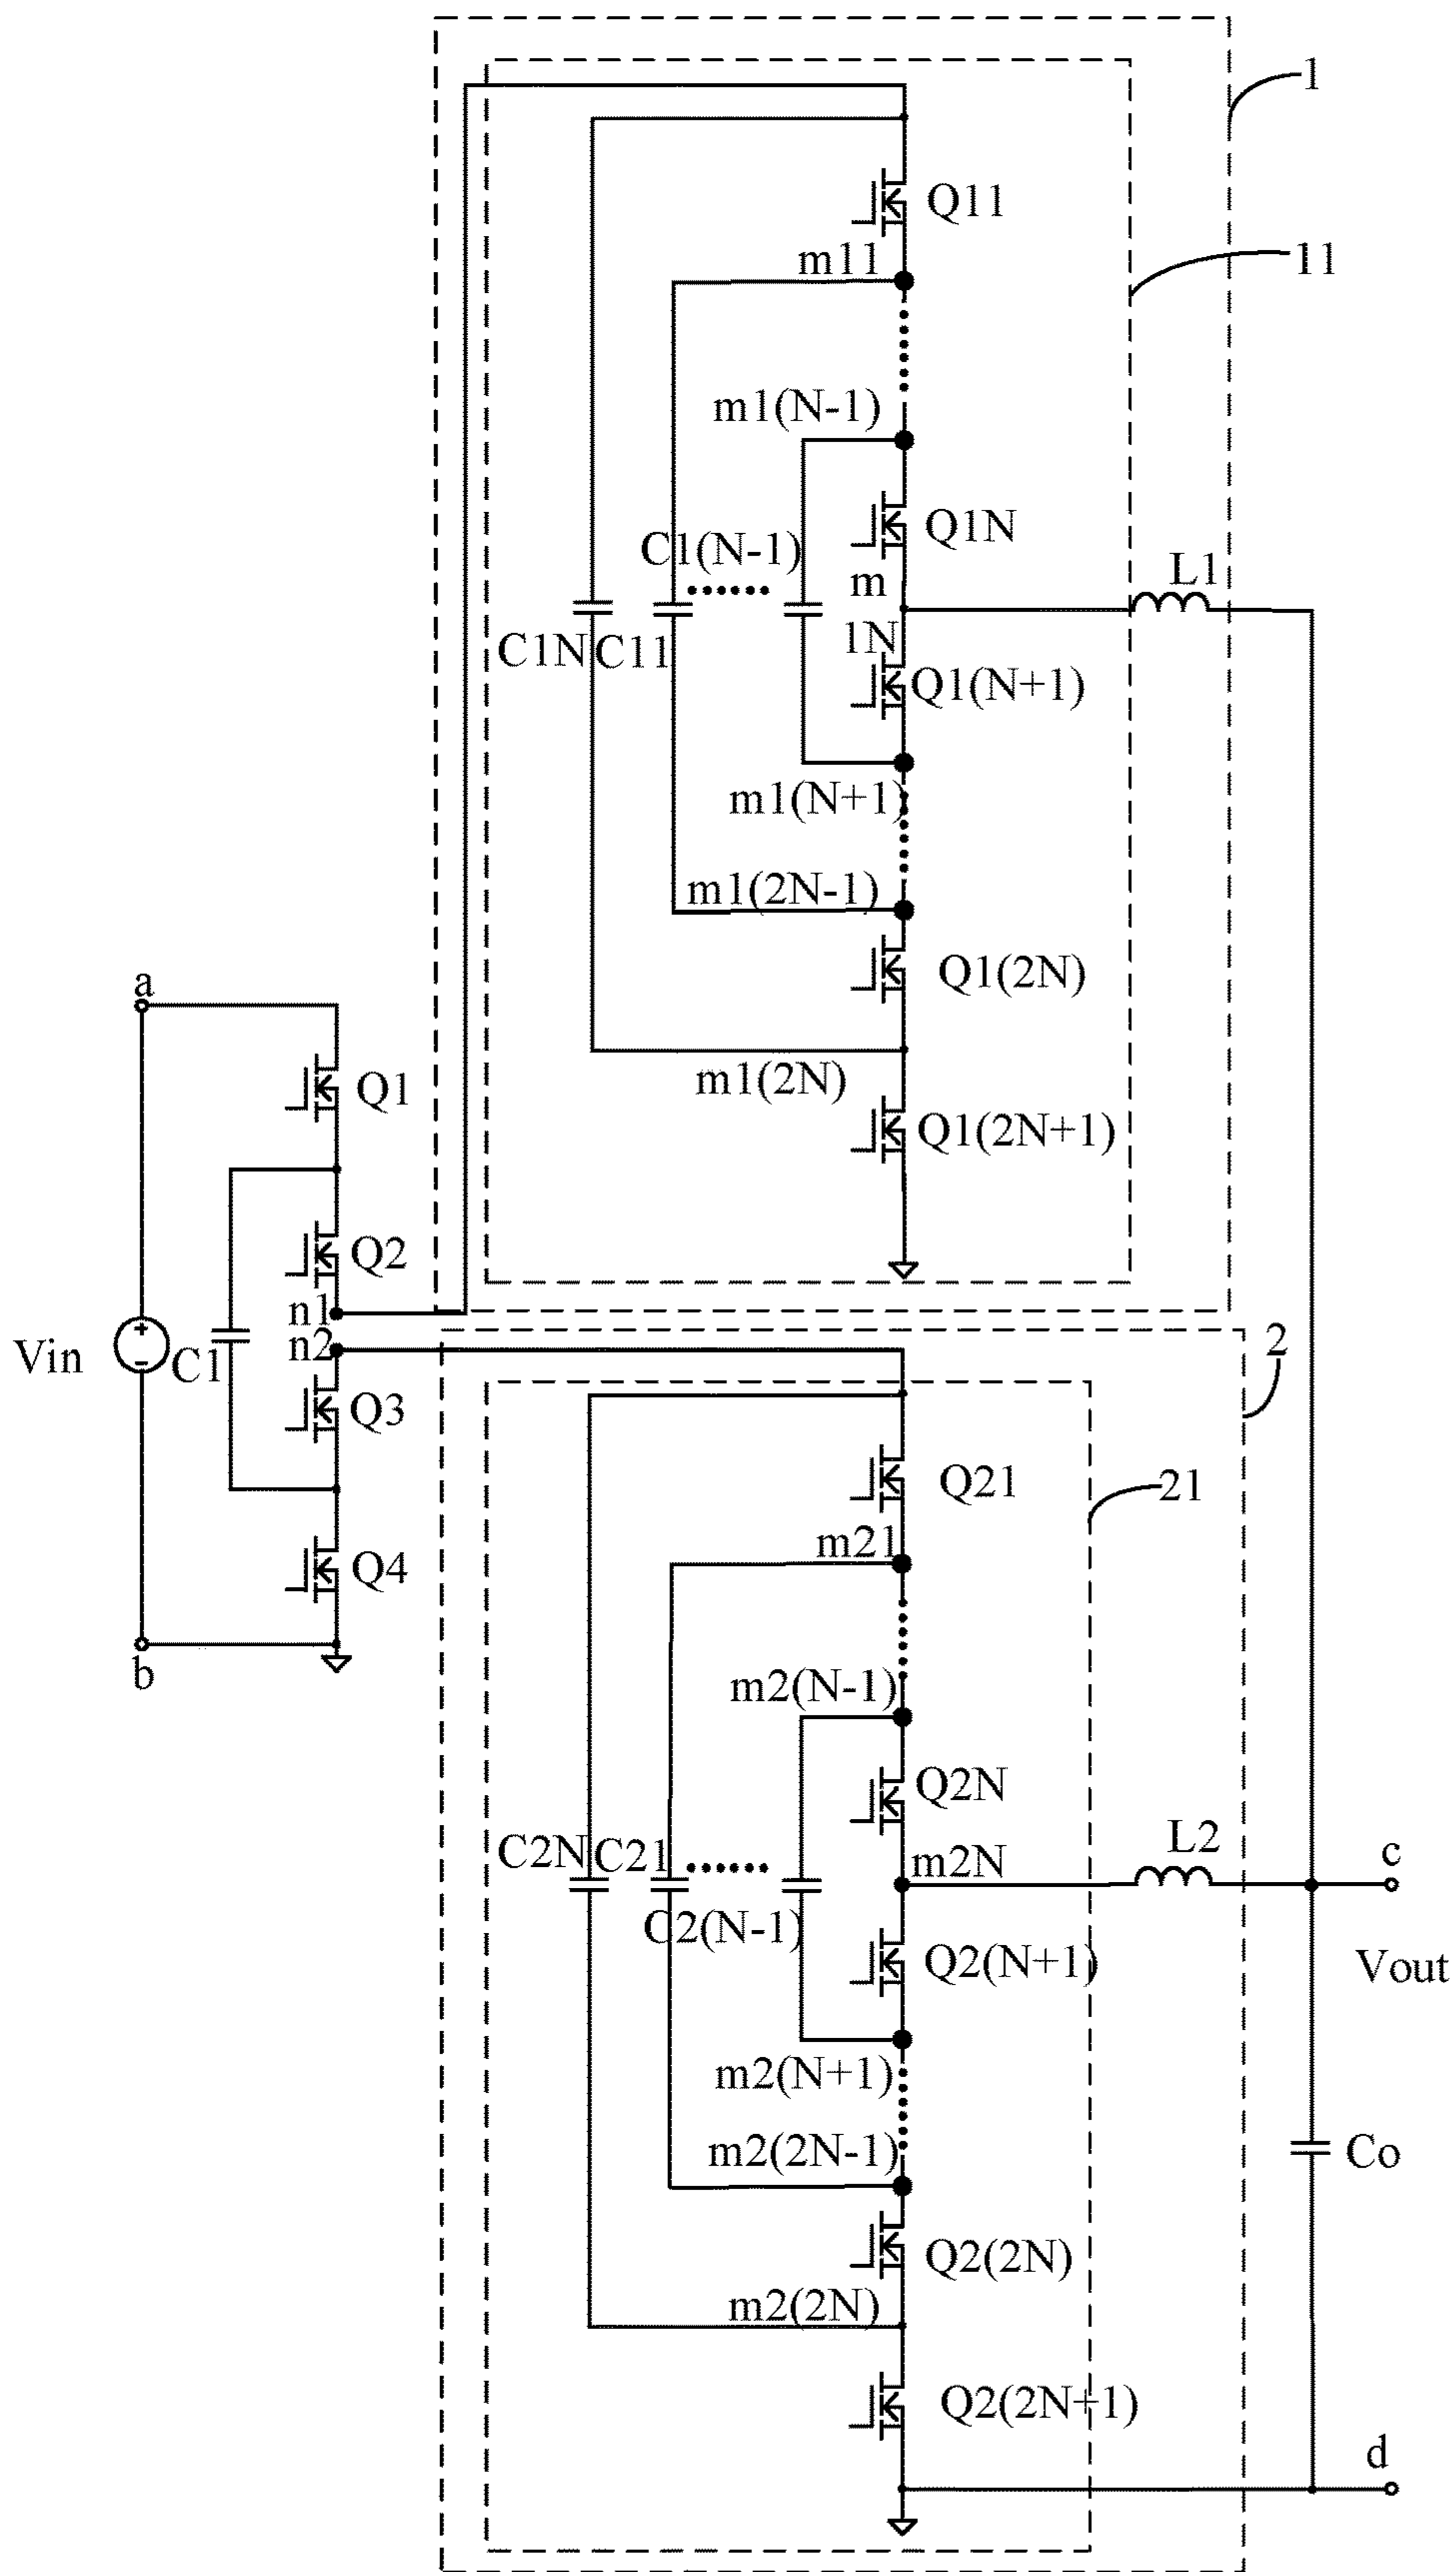 1
Q11
m11
11
m1(N-1)
Q1N
C1(N-1)
m
L1
1N
C1N
C11
Q1(N+1)
m1(N+1)
m1(2N-1)
Q1(2N)
a
m1(2N)
Q1
Q1(2N+1)
Q2
n1
n2
2
Vin
C1
Q3
Q21
21
m21
Q4
b
m2(N-1)
Q2N
L2
C2N
C21
m2N
c
C2(N-1)
Q2(N+1)
Vout
m2(N+1)
m2(2N-1)
Co
Q2(2N)
m2(2N)
Q2(2N+1)
d